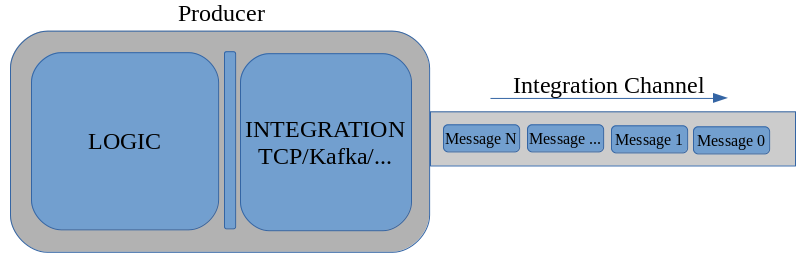 Producer
Integration Channel
LOGIC
INTEGRATION
TCP/Kafka/...
Message N
Message ...
Message 1
Message 0